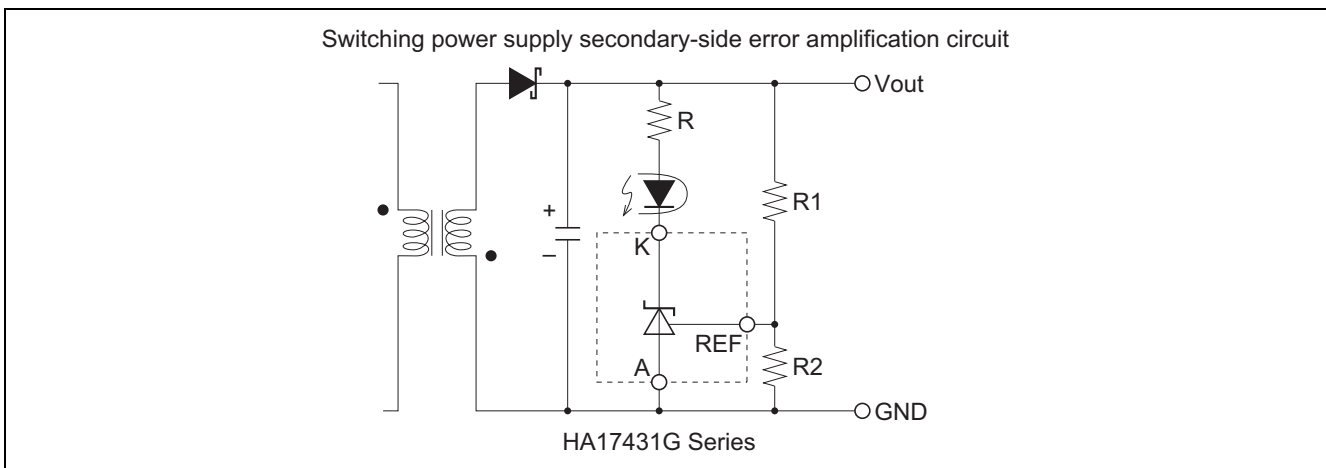 Switching power supply secondary-side error amplification circuit
Vout
R
R1
+
−
K
REF
A
R2
GND
HA17431G Series